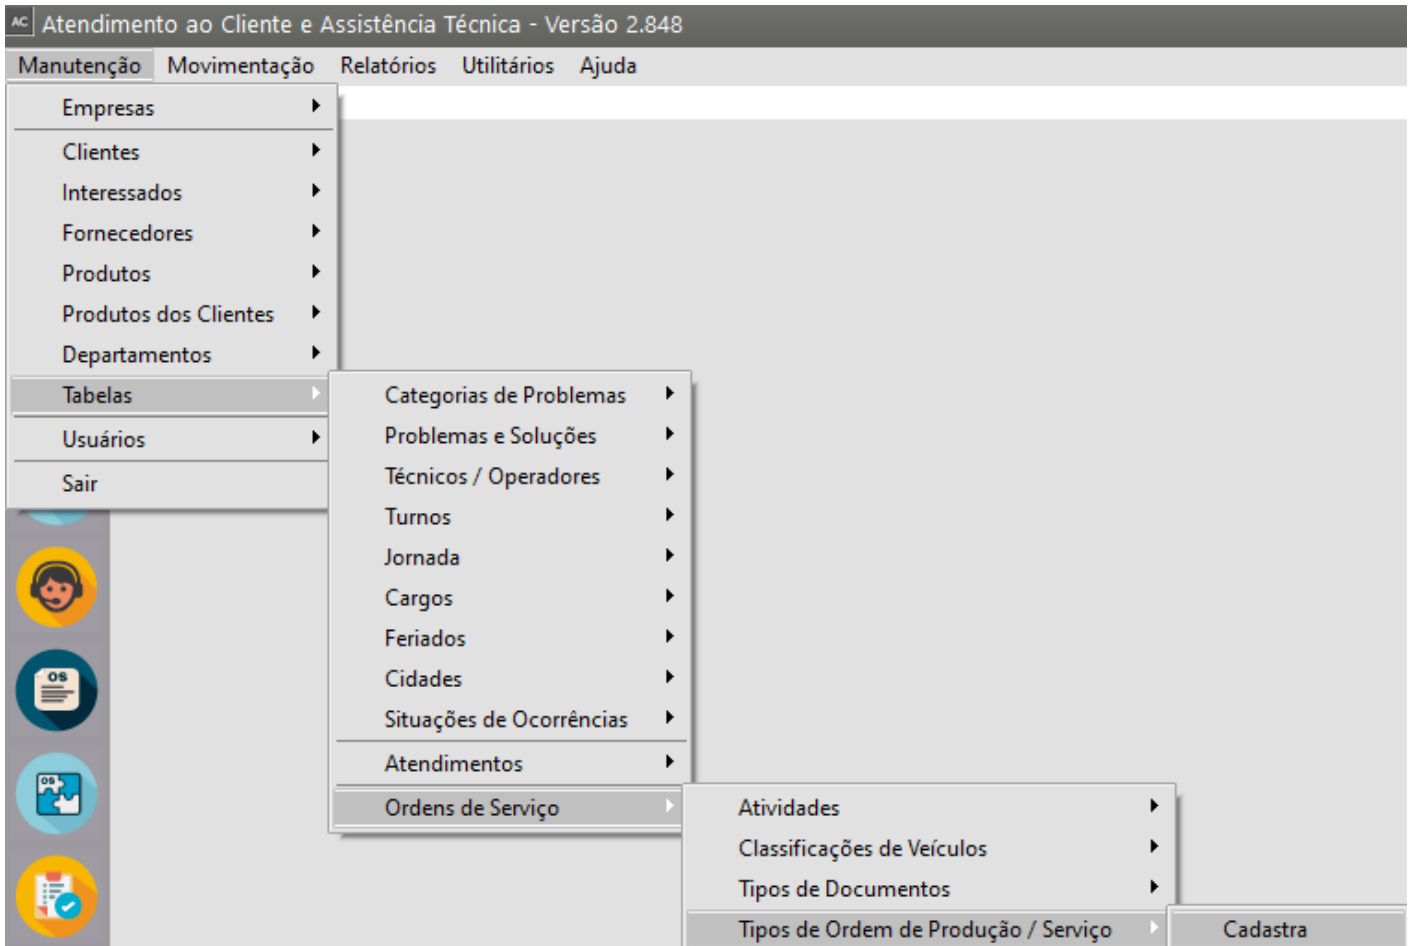 AC Atendimento ao Cliente e Assistência Técnica - Versão 2.848
Manutenção Movimentação Relatórios Utilitários Ajuda
Empresas
Clientes
Interessados
Fornecedores
Produtos
Produtos dos Clientes
Departamentos
Tabelas
Usuários
Sair
Categorias de Problemas
Problemas e Soluções
Técnicos / Operadores
Turnos
Jornada
Cargos
Feriados
Cidades
Situações de Ocorrências
Atendimentos
Ordens de Serviço
Atividades
Classificações de Veículos
Tipos de Documentos
Tipos de Ordem de Produção / Serviço
Cadastra
OS
OS